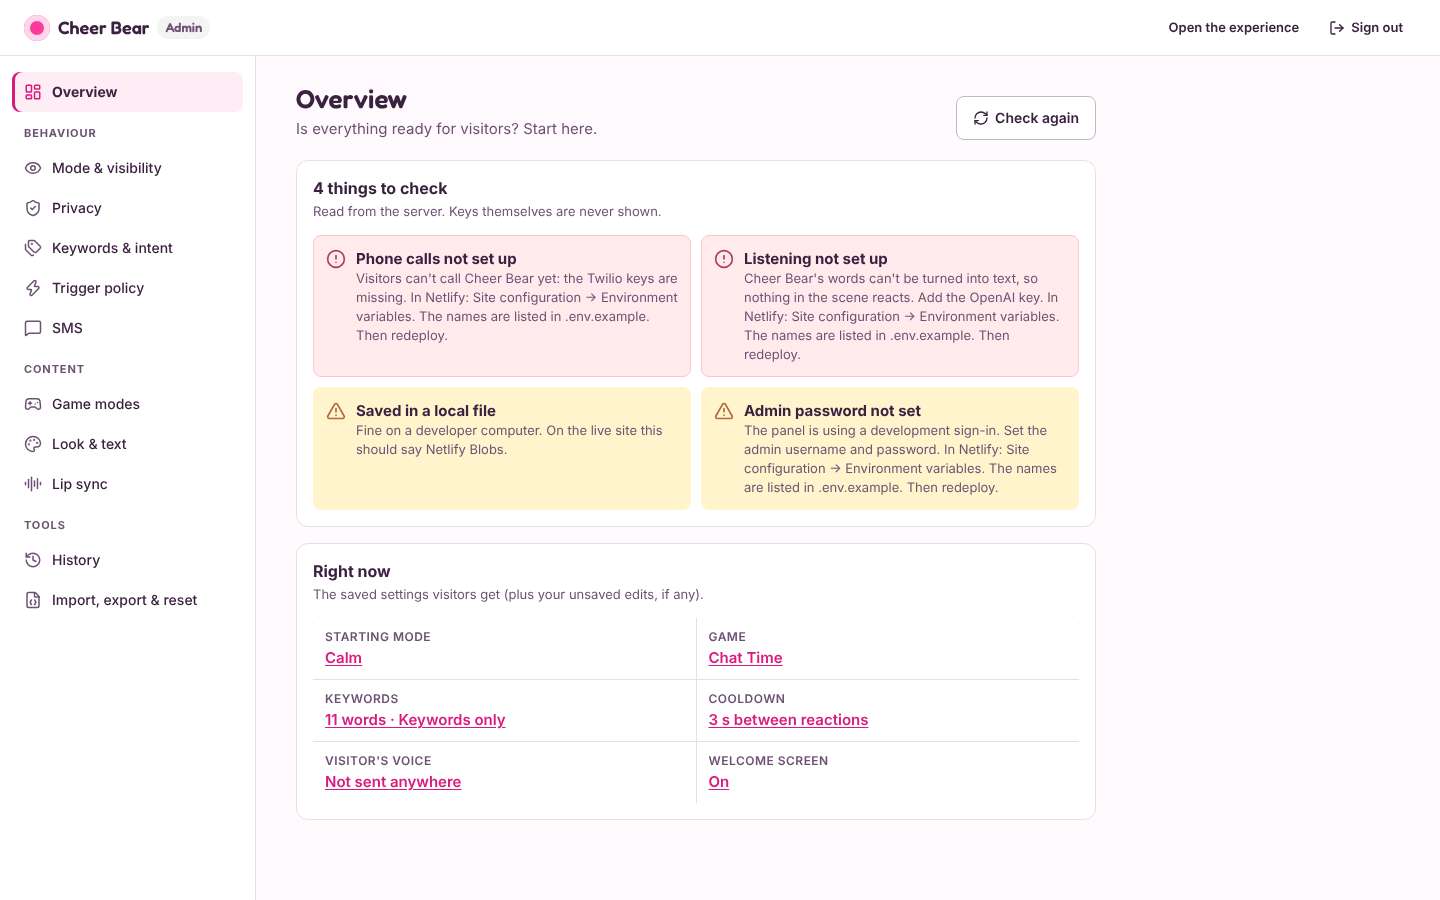 Cheer Bear Admin
Open the experience
Sign out
Overview
BEHAVIOUR
Mode & visibility
Privacy
Keywords & intent
Trigger policy
SMS
CONTENT
Game modes
Look & text
Lip sync
TOOLS
History
Import, export & reset
Overview
Is everything ready for visitors? Start here.
Check again
4 things to check
Read from the server. Keys themselves are never shown.
Phone calls not set up
Visitors can't call Cheer Bear yet: the Twilio keys are
missing. In Netlify: Site configuration → Environment
variables. The names are listed in .env.example.
Then redeploy.
Listening not set up
Cheer Bear's words can't be turned into text, so
nothing in the scene reacts. Add the OpenAI key. In
Netlify: Site configuration → Environment variables.
The names are listed in .env.example. Then
redeploy.
Saved in a local file
Fine on a developer computer. On the live site this
should say Netlify Blobs.
Admin password not set
The panel is using a development sign-in. Set the
admin username and password. In Netlify: Site
configuration → Environment variables. The names
are listed in .env.example. Then redeploy.
Right now
The saved settings visitors get (plus your unsaved edits, if any).
STARTING MODE
Calm
GAME
Chat Time
KEYWORDS
11 words · Keywords only
COOLDOWN
3 s between reactions
VISITOR'S VOICE
Not sent anywhere
WELCOME SCREEN
On